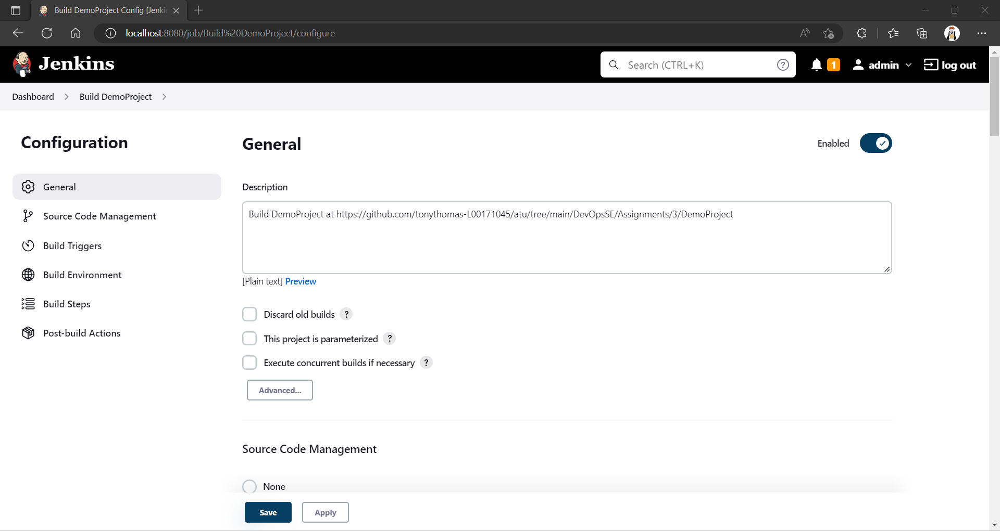 Build DemoProject Config [Jenki
localhost:8080/job/Build%20DemoProject/configure
Jenkins
Search (CTRL+K)
?
1
admin
log out
Dashboard
Build DemoProject
Configuration
General
Source Code Management
Build Triggers
Build Environment
Build Steps
Post-build Actions
General
Enabled
Description
Build DemoProject at https://github.com/tonythomas-L00171045/atu/tree/main/DevOpsSE/Assignments/3/DemoProject
[Plain text] Preview
Discard old builds ?
This project is parameterized ?
Execute concurrent builds if necessary ?
Advanced...
Source Code Management
None
Save
Apply